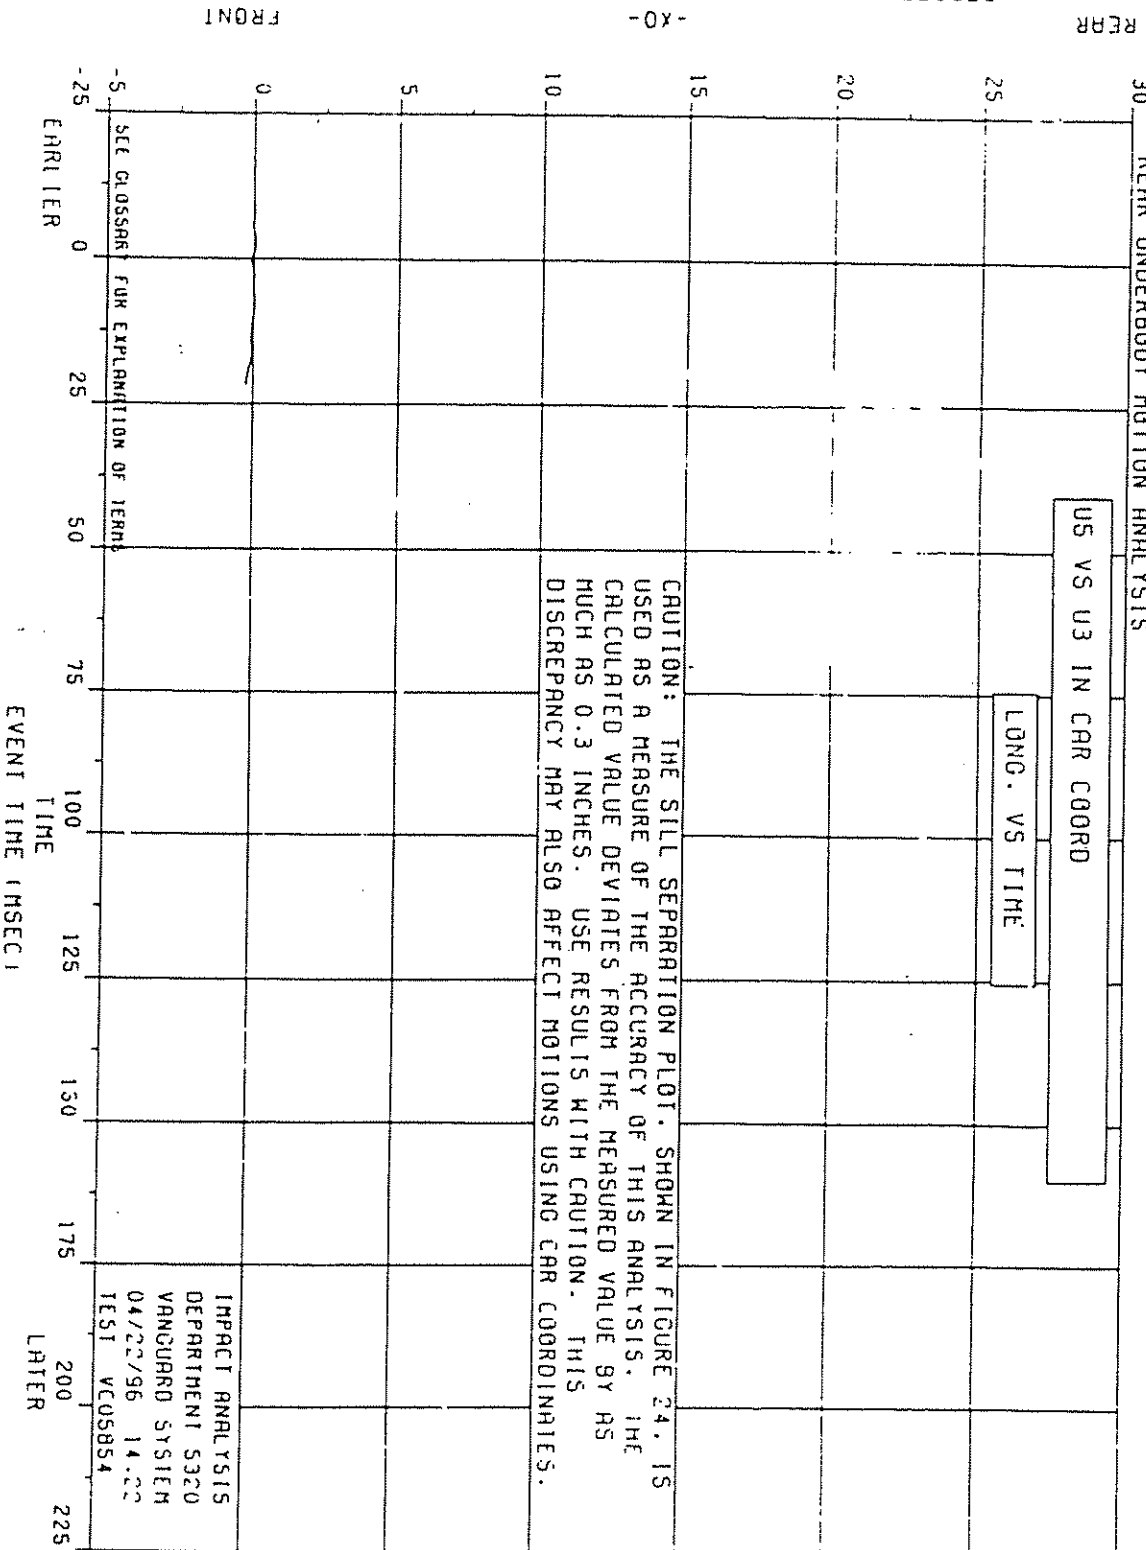 REAR UNDERBODY MOTION ANALYSIS
U5 VS U3 IN CAR COORD
LONG. VS TIME
REAR
-XO-
FRONT
30.
25.
20.
15
10
5
0
-5
CAUTION: THE SILL SEPARATION PLOT. SHOWN IN FIGURE 24. IS
USED AS A MEASURE OF THE ACCURACY OF THIS ANALYSIS. THE
CALCULATED VALUE DEVIATES FROM THE MEASURED VALUE BY AS
MUCH AS 0.3 INCHES. USE RESULTS WITH CAUTION. THIS
DISCREPANCY MAY ALSO AFFECT MOTIONS USING CAR COORDINATES.
SEE GLOSSARY FOR EXPLANATION OF TERMS
IMPACT ANALYSIS
DEPARTMENT 5320
VANGUARD SYSTEM
04/22/96 14.22
TEST VC05854
-25 0 25 50 75 100 125 150 175 200 225
EARLIER TIME LATER
EVENT TIME (MSEC)